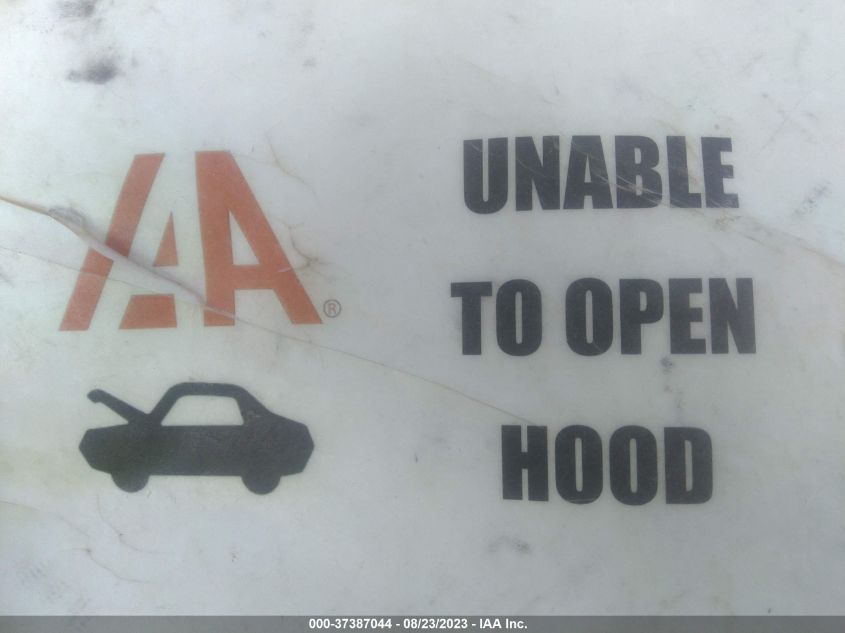 IAA®
UNABLE
TO OPEN
HOOD
000-37387044 - 08/23/2023 - IAA Inc.